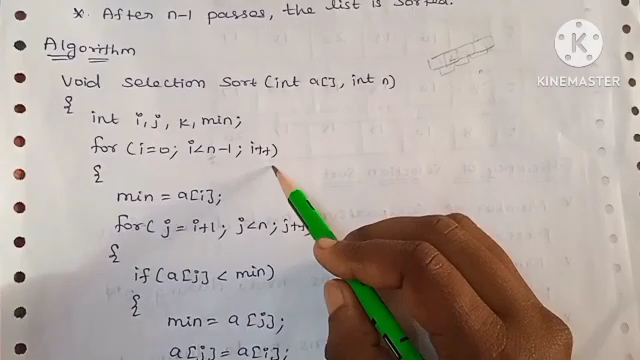 * After n-1 passes, the list is sorted.
Algorithm
Void selection sort (int a[], int n)
{
int i, j, k, min;
for (i=0; i<n-1; i++)
{
min = a[i];
for( j = i+1; j<n; j++
{
if (a[j] < min)
{
min = a[j];
a[j] = a[i];
K
KINEMASTER